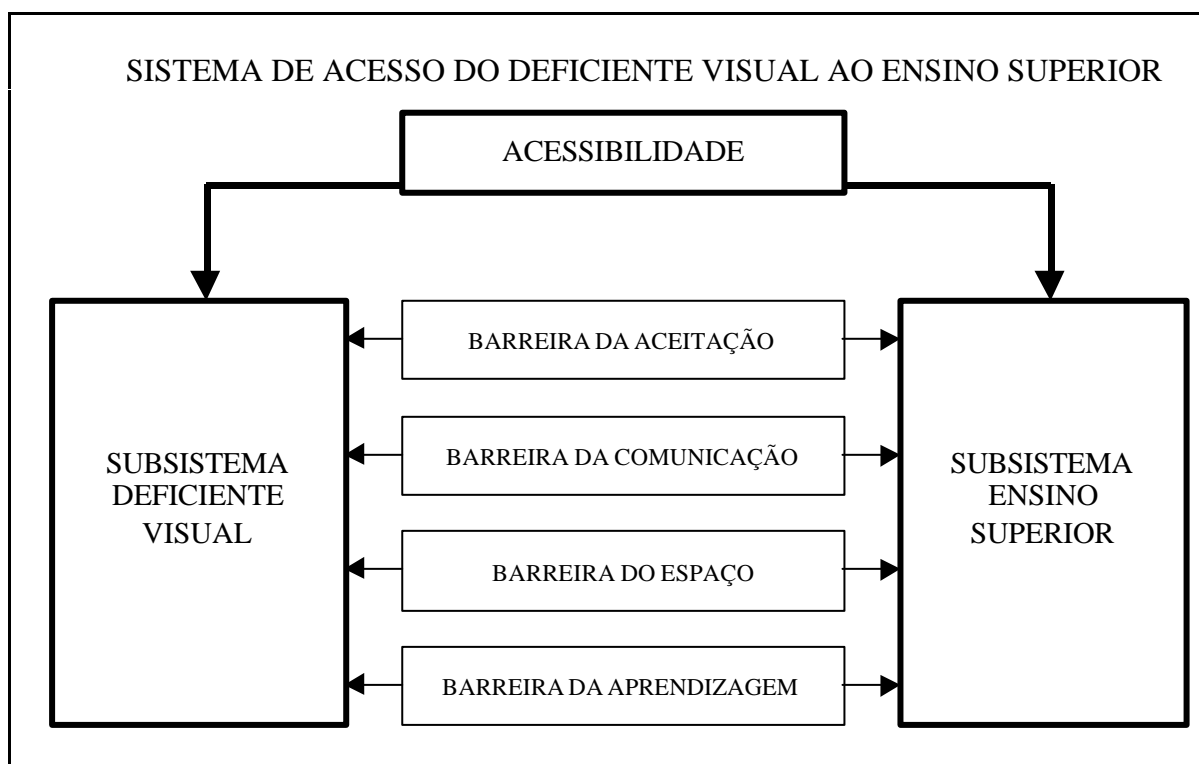 SISTEMA DE ACESSO DO DEFICIENTE VISUAL AO ENSINO SUPERIOR
ACESSIBILIDADE
SUBSISTEMA
DEFICIENTE
VISUAL
BARREIRA DA ACEITAÇÃO
BARREIRA DA COMUNICAÇÃO
BARREIRA DO ESPAÇO
BARREIRA DA APRENDIZAGEM
SUBSISTEMA
ENSINO
SUPERIOR